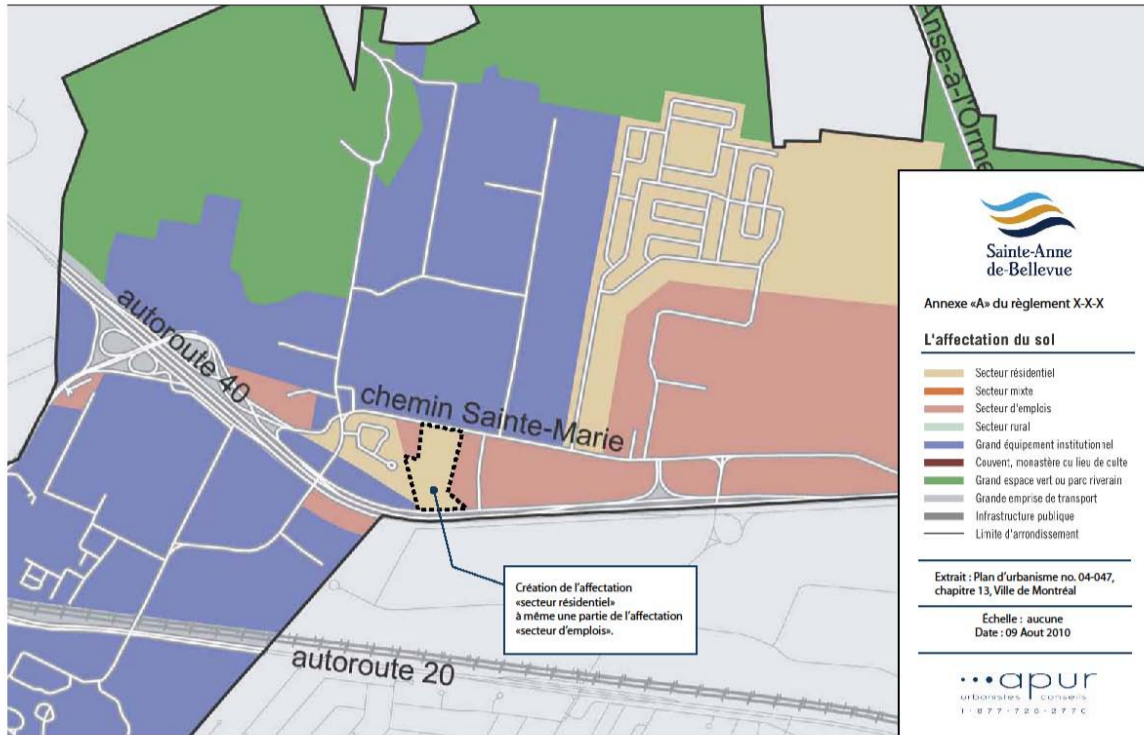 Anse-à-l'Orme
autoroute 40
chemin Sainte-Marie
autoroute 20
Création de l'affectation
«secteur résidentiel»
à même une partie de l'affectation
«secteur d'emplois».
Sainte-Anne
de-Bellevue
Annexe «A» du règlement X-X-X
L'affectation du sol
Secteur résidentiel
Secteur mixte
Secteur d'emplois
Secteur rural
Grand équipement institutionnel
Couvent, monastère cu lieu de culte
Grand espace vert ou parc riverain
Grande emprise de transport
Infrastructure publique
Limite d'arrondissement
Extrait : Plan d'urbanisme no. 04-047,
chapitre 13, Ville de Montréal
Échelle : aucune
Date : 09 Aout 2010
apur
urbanistes conseils
1-877-726-2770